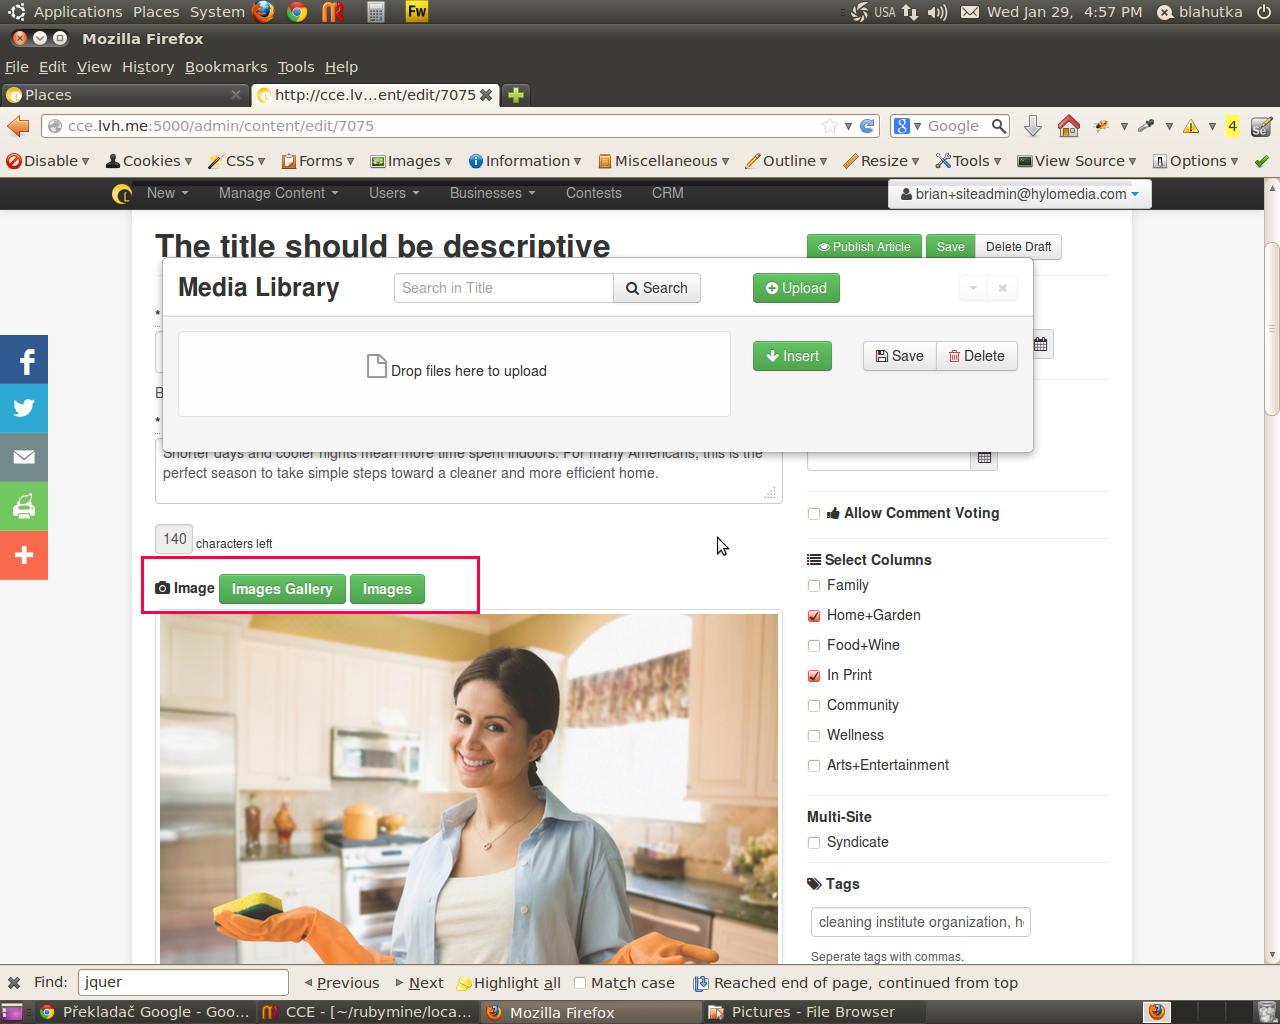 Applications Places System Fw USA Wed Jan 29, 4:57 PM blahutka
Mozilla Firefox
File Edit View History Bookmarks Tools Help
Places http://cce.lv...ent/edit/7075
cce.lvh.me:5000/admin/content/edit/7075 Google 4 Se
Disable Cookies CSS Forms Images Information Miscellaneous Outline Resize Tools View Source Options
New Manage Content Users Businesses Contests CRM brian+siteadmin@hylomedia.com
The title should be descriptive Publish Article Save Delete Draft
Media Library Search in Title Search Upload
*
Drop files here to upload Insert Save Delete
B
*
Shorter days and cooler nights mean more time spent indoors. For many Americans, this is the
perfect season to take simple steps toward a cleaner and more efficient home.
140 characters left
Allow Comment Voting
Image Images Gallery Images
Select Columns
Family
Home+Garden
Food+Wine
In Print
Community
Wellness
Arts+Entertainment
Multi-Site
Syndicate
Tags
cleaning institute organization, h
Seperate tags with commas.
Find: jquer Previous Next Highlight all Match case Reached end of page, continued from top
Překladač Google - Goo... CCE - [~/rubymine/loca... Mozilla Firefox Pictures - File Browser